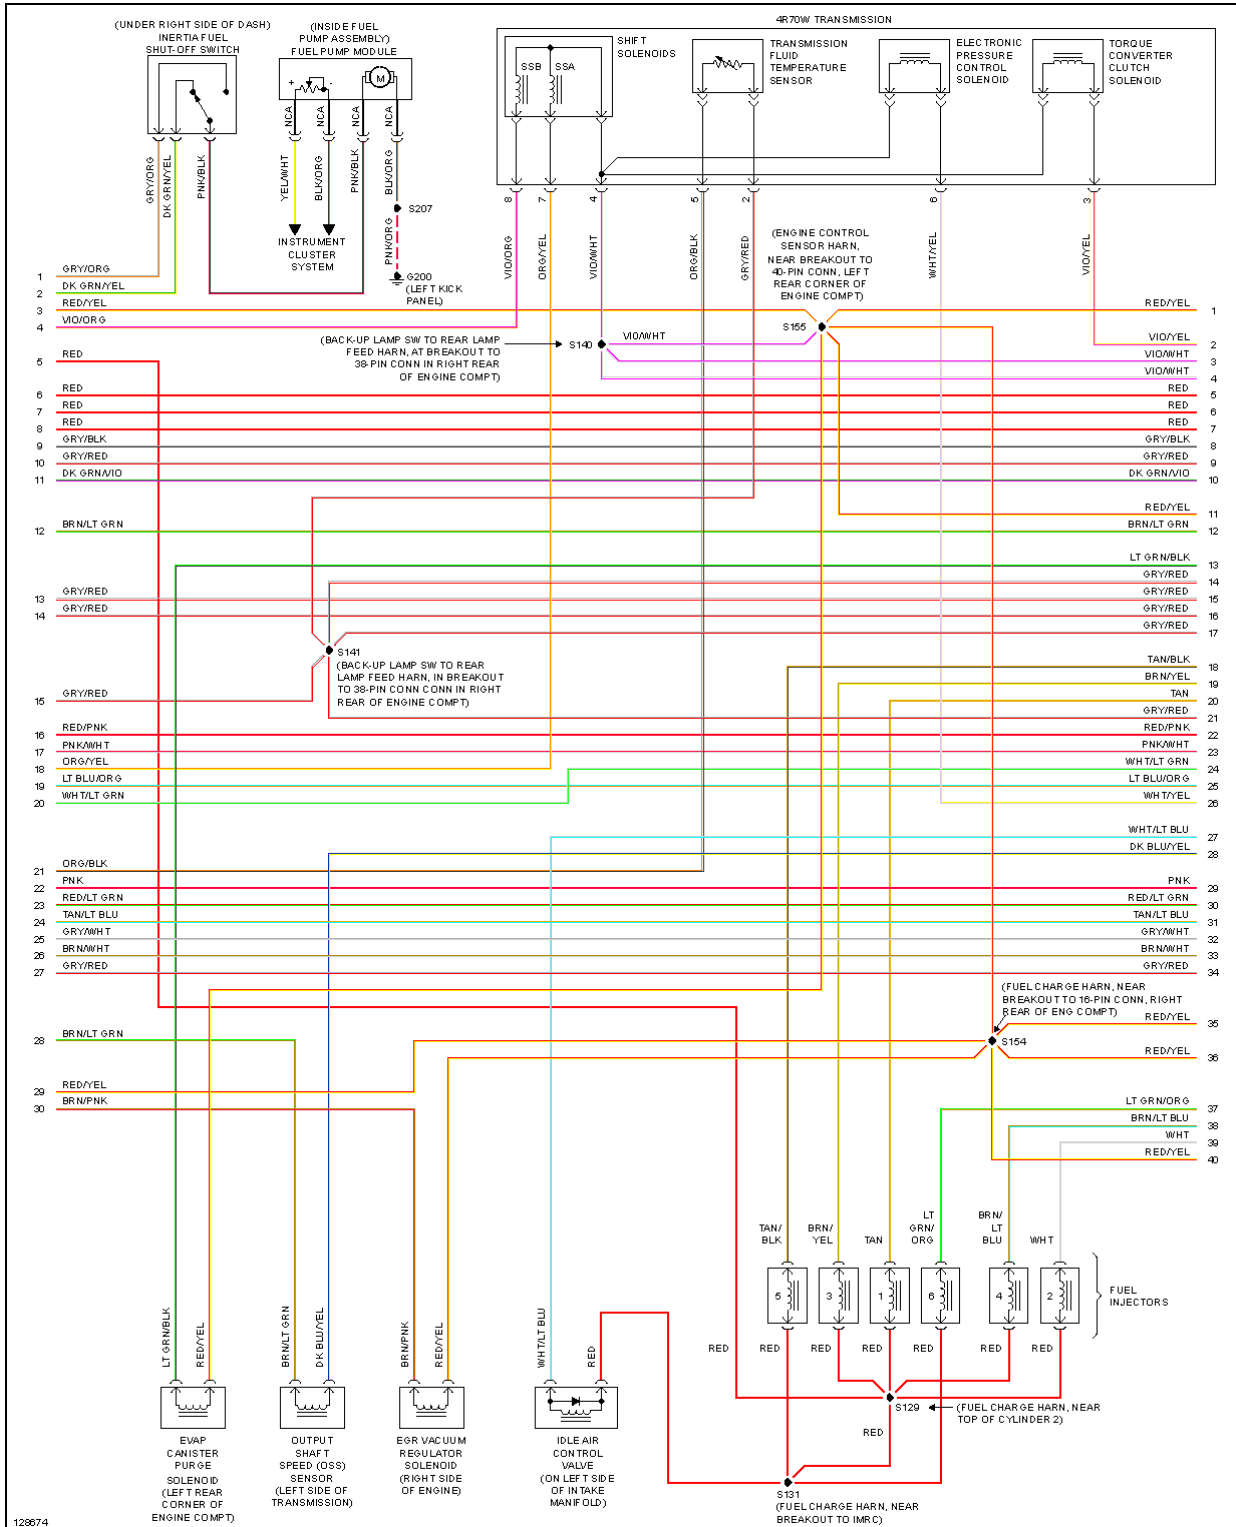 4R70W TRANSMISSION
(UNDER RIGHT SIDE OF DASH)
INERTIA FUEL
SHUT-OFF SWITCH
(INSIDE FUEL
PUMP ASSEMBLY)
FUEL PUMP MODULE
SHIFT
SOLENOIDS
TRANSMISSION
FLUID
TEMPERATURE
SENSOR
ELECTRONIC
PRESSURE
CONTROL
SOLENOID
TORQUE
CONVERTER
CLUTCH
SOLENOID
SSB
SSA
+
-
M
NCA
NCA
NCA
NCA
GRY/ORG
DK GRN/YEL
PNK/BLK
YEL/WHT
BLK/ORG
PNK/BLK
BLK/ORG
S207
PNK/ORG
G200
(LEFT KICK
PANEL)
INSTRUMENT
CLUSTER
SYSTEM
8
7
4
5
2
6
3
VIO/ORG
ORG/YEL
VIO/WHT
ORG/BLK
GRY/RED
WHT/YEL
VIO/YEL
(ENGINE CONTROL
SENSOR HARN,
NEAR BREAKOUT TO
40-PIN CONN, LEFT
REAR CORNER OF
ENGINE COMPT)
S155
(BACK-UP LAMP SW TO REAR LAMP
FEED HARN, AT BREAKOUT TO
38-PIN CONN IN RIGHT REAR
OF ENGINE COMPT)
S140
VIO/WHT
1 GRY/ORG
2 DK GRN/YEL
3 RED/YEL
4 VIO/ORG
5 RED
6 RED
7 RED
8 RED
9 GRY/BLK
10 GRY/RED
11 DK GRN/VIO
12 BRN/LT GRN
13 GRY/RED
14 GRY/RED
15 GRY/RED
16 RED/PNK
17 PNK/WHT
18 ORG/YEL
19 LT BLU/ORG
20 WHT/LT GRN
21 ORG/BLK
22 PNK
23 RED/LT GRN
24 TAN/LT BLU
25 GRY/WHT
26 BRN/WHT
27 GRY/RED
28 BRN/LT GRN
29 RED/YEL
30 BRN/PNK
RED/YEL 1
VIO/YEL 2
VIO/WHT 3
VIO/WHT 4
RED 5
RED 6
RED 7
GRY/BLK 8
GRY/RED 9
DK GRN/VIO 10
RED/YEL 11
BRN/LT GRN 12
LT GRN/BLK 13
GRY/RED 14
GRY/RED 15
GRY/RED 16
GRY/RED 17
TAN/BLK 18
BRN/YEL 19
TAN 20
GRY/RED 21
RED/PNK 22
PNK/WHT 23
WHT/LT GRN 24
LT BLU/ORG 25
WHT/YEL 26
WHT/LT BLU 27
DK BLU/YEL 28
PNK 29
RED/LT GRN 30
TAN/LT BLU 31
GRY/WHT 32
BRN/WHT 33
GRY/RED 34
RED/YEL 35
RED/YEL 36
LT GRN/ORG 37
BRN/LT BLU 38
WHT 39
RED/YEL 40
S141
(BACK-UP LAMP SW TO REAR
LAMP FEED HARN, IN BREAKOUT
TO 38-PIN CONN CONN IN RIGHT
REAR OF ENGINE COMPT)
(FUEL CHARGE HARN, NEAR
BREAKOUT TO 16-PIN CONN, RIGHT
REAR OF ENG COMPT)
S154
TAN/
BLK
BRN/
YEL
TAN
LT
GRN/
ORG
BRN/
LT
BLU
WHT
5
3
1
6
4
2
FUEL
INJECTORS
RED
RED
RED
RED
RED
RED
RED
S129
(FUEL CHARGE HARN, NEAR
TOP OF CYLINDER 2)
RED
S131
(FUEL CHARGE HARN, NEAR
BREAKOUT TO IMRC)
LT GRN/BLK
RED/YEL
BRN/LT GRN
DK BLU/YEL
BRN/PNK
RED/YEL
WHT/LT BLU
RED
EVAP
CANISTER
PURGE
SOLENOID
(LEFT REAR
CORNER OF
ENGINE COMPT)
OUTPUT
SHAFT
SPEED (OSS)
SENSOR
(LEFT SIDE OF
TRANSMISSION)
EGR VACUUM
REGULATOR
SOLENOID
(RIGHT SIDE
OF ENGINE)
IDLE AIR
CONTROL
VALVE
(ON LEFT SIDE
OF INTAKE
MANIFOLD)
128674